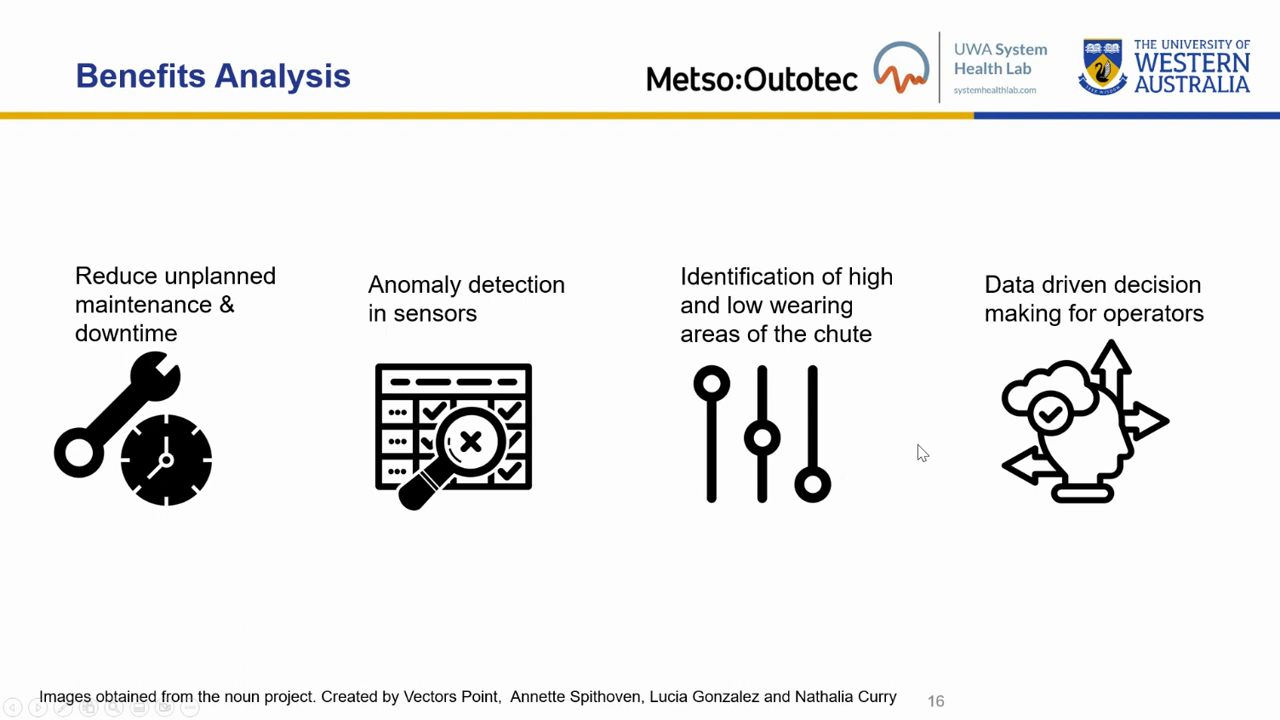 Benefits Analysis
Metso:Outotec
UWA System
Health Lab
systemhealthlab.com
THE UNIVERSITY OF
WESTERN
AUSTRALIA
Reduce unplanned
maintenance &
downtime
Anomaly detection
in sensors
Identification of high
and low wearing
areas of the chute
Data driven decision
making for operators
Images obtained from the noun project. Created by Vectors Point, Annette Spithoven, Lucia Gonzalez and Nathalia Curry
16